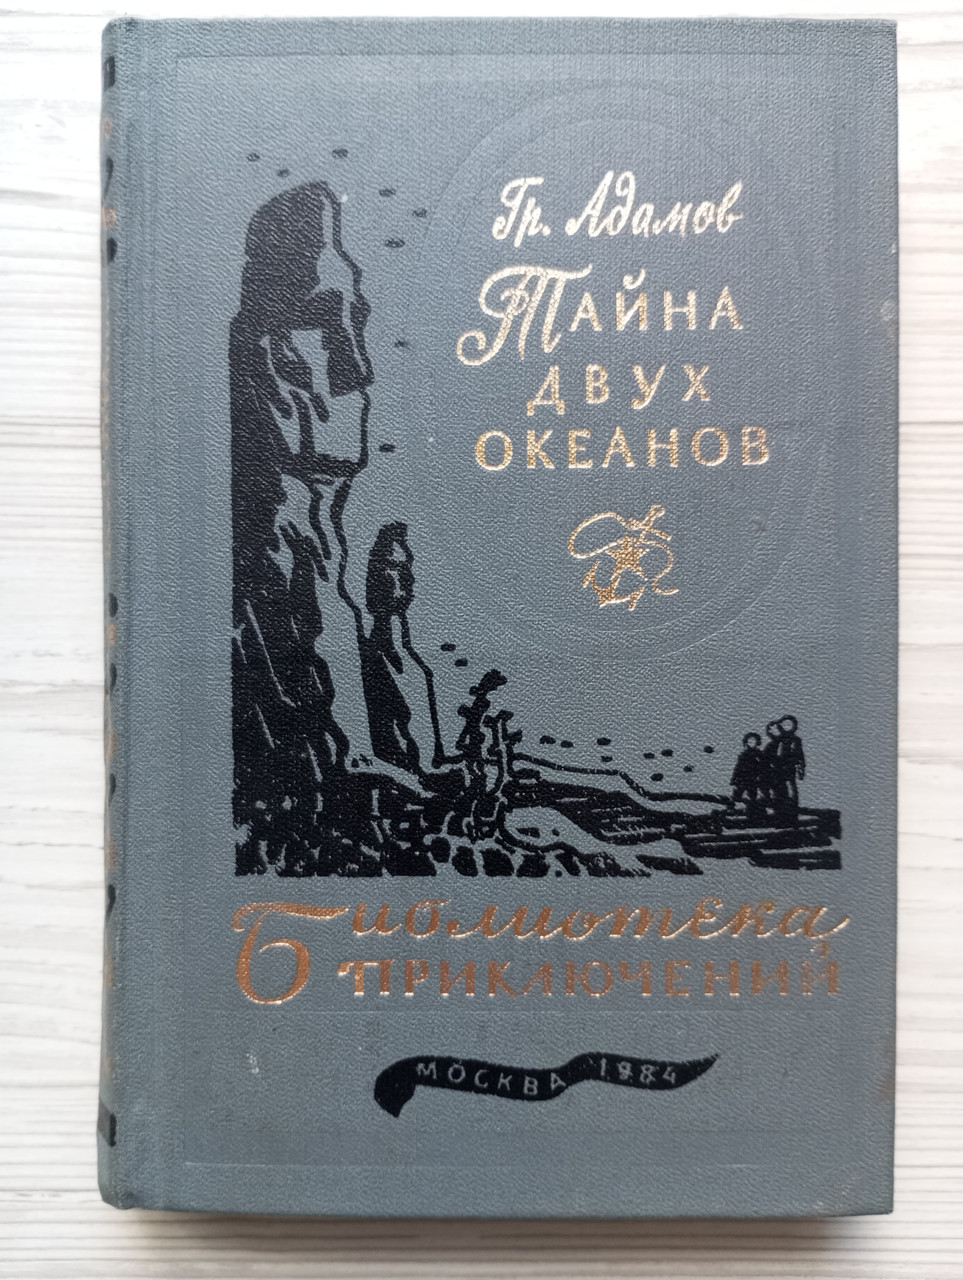 Гр. Адамов
ТАЙНА
ДВУХ
ОКЕАНОВ
Библиотека
ПРИКЛЮЧЕНИЙ
МОСКВА 1984